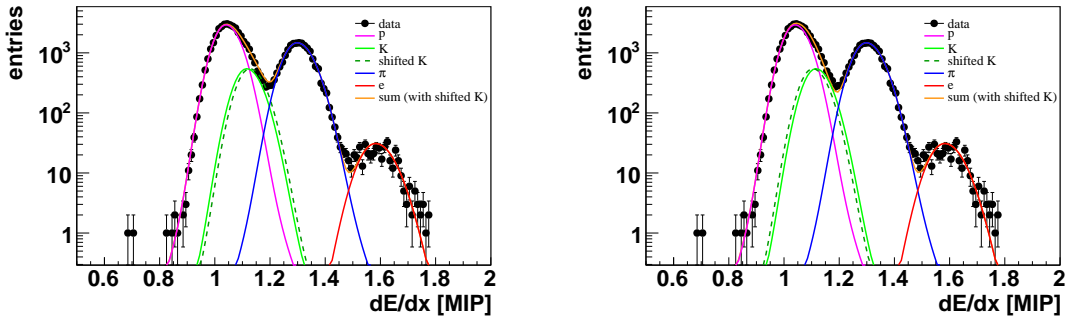 entries
10³
10²
10
1
data
p
K
shifted K
π
e
sum (with shifted K)
0.6 0.8 1 1.2 1.4 1.6 1.8 2
dE/dx [MIP]
entries
10³
10²
10
1
data
p
K
shifted K
π
e
sum (with shifted K)
0.6 0.8 1 1.2 1.4 1.6 1.8 2
dE/dx [MIP]